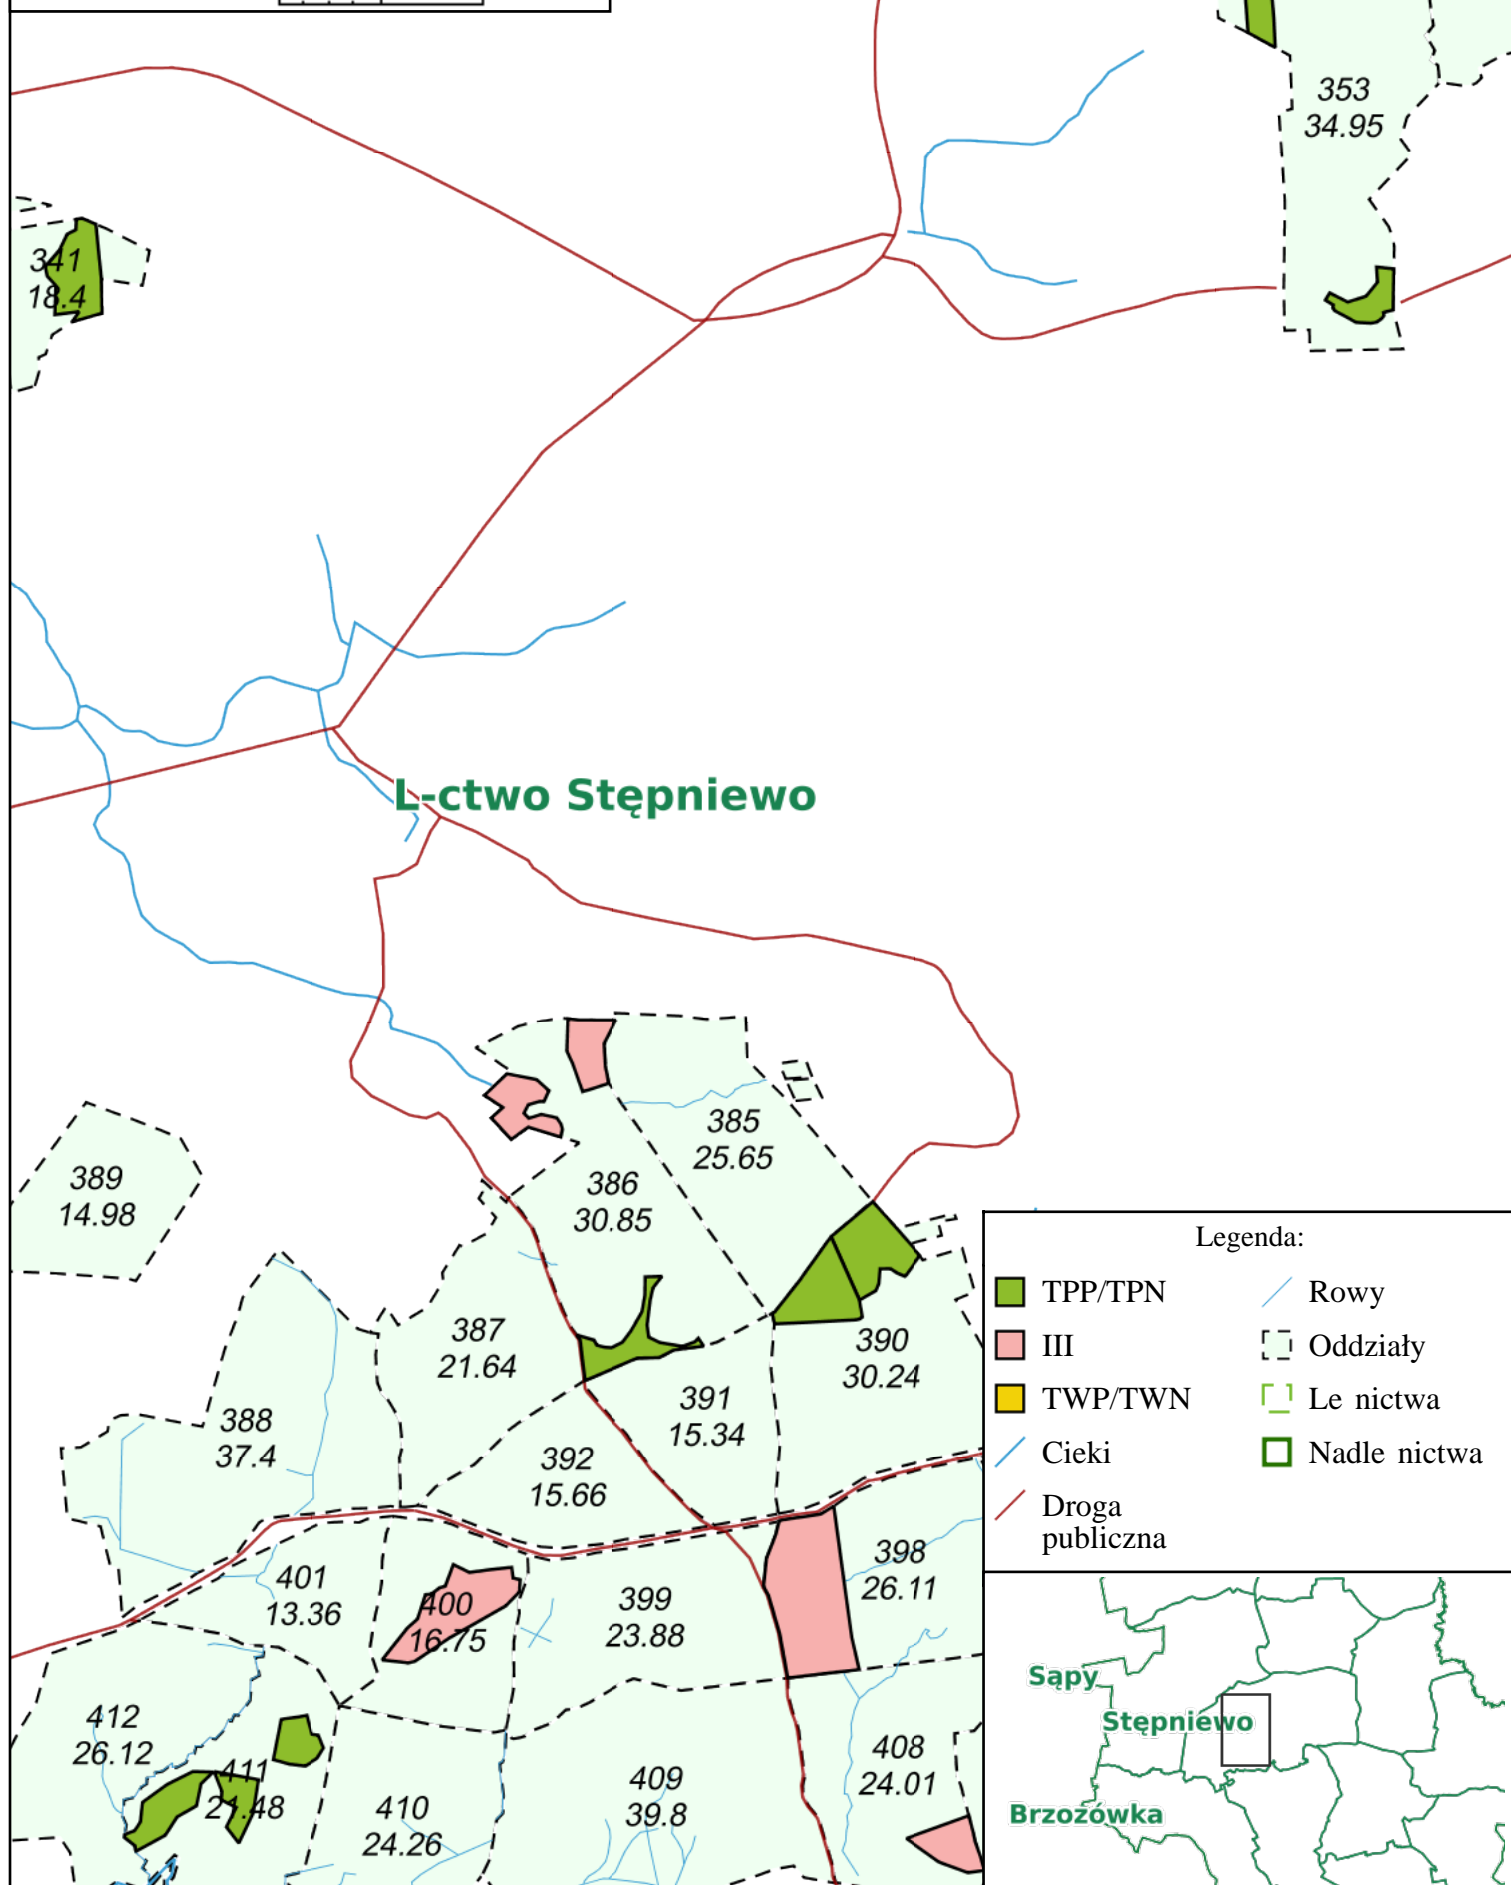 353
34.95
341
18.4
L-ctwo Stępniewo
385
25.65
386
30.85
389
14.98
387
21.64
390
30.24
391
15.34
388
37.4
392
15.66
398
26.11
401
13.36
400
16.75
399
23.88
412
26.12
411
21.48
410
24.26
409
39.8
408
24.01
Legenda:
TPP/TPN
Rowy
III
Oddziały
TWP/TWN
Le nictwa
Cieki
Nadle nictwa
Droga
publiczna
Sąpy
Stępniewo
Brzozówka